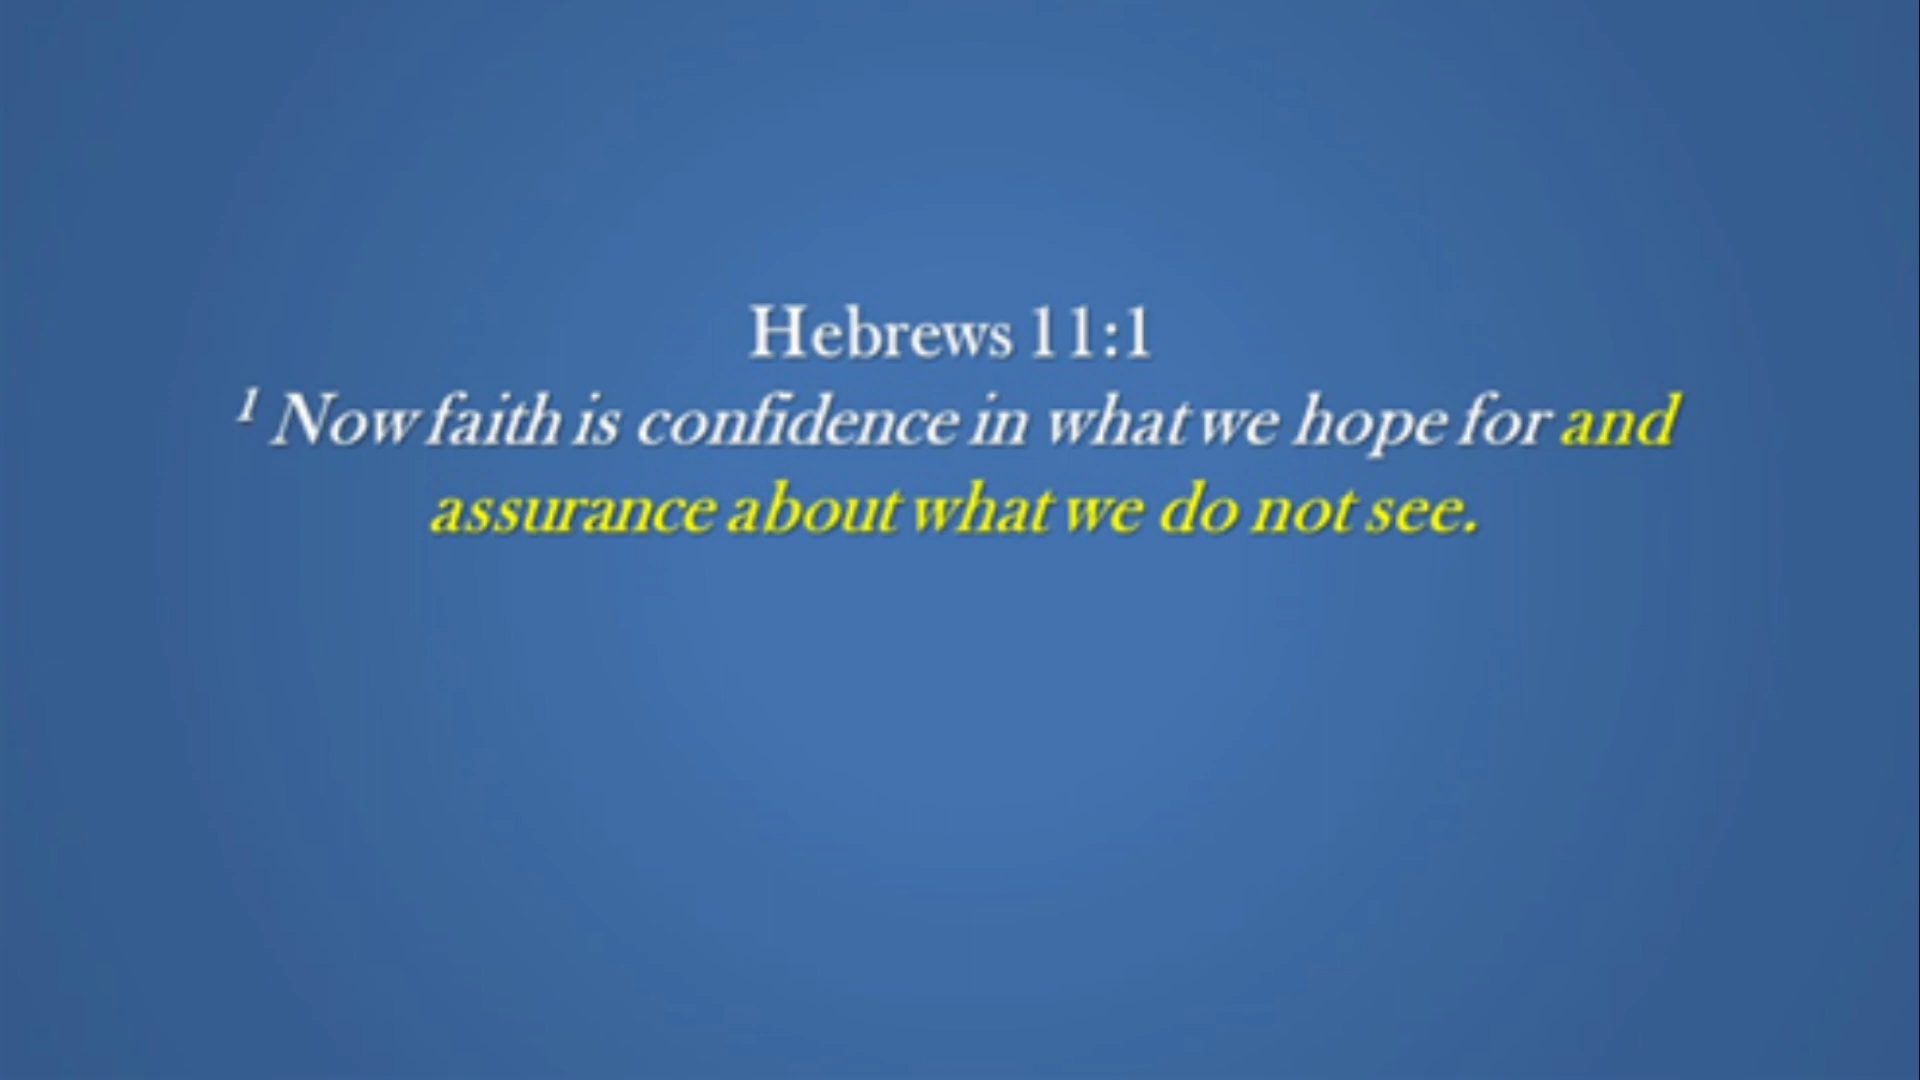 Hebrews 11:1
¹ Now faith is confidence in what we hope for and
assurance about what we do not see.